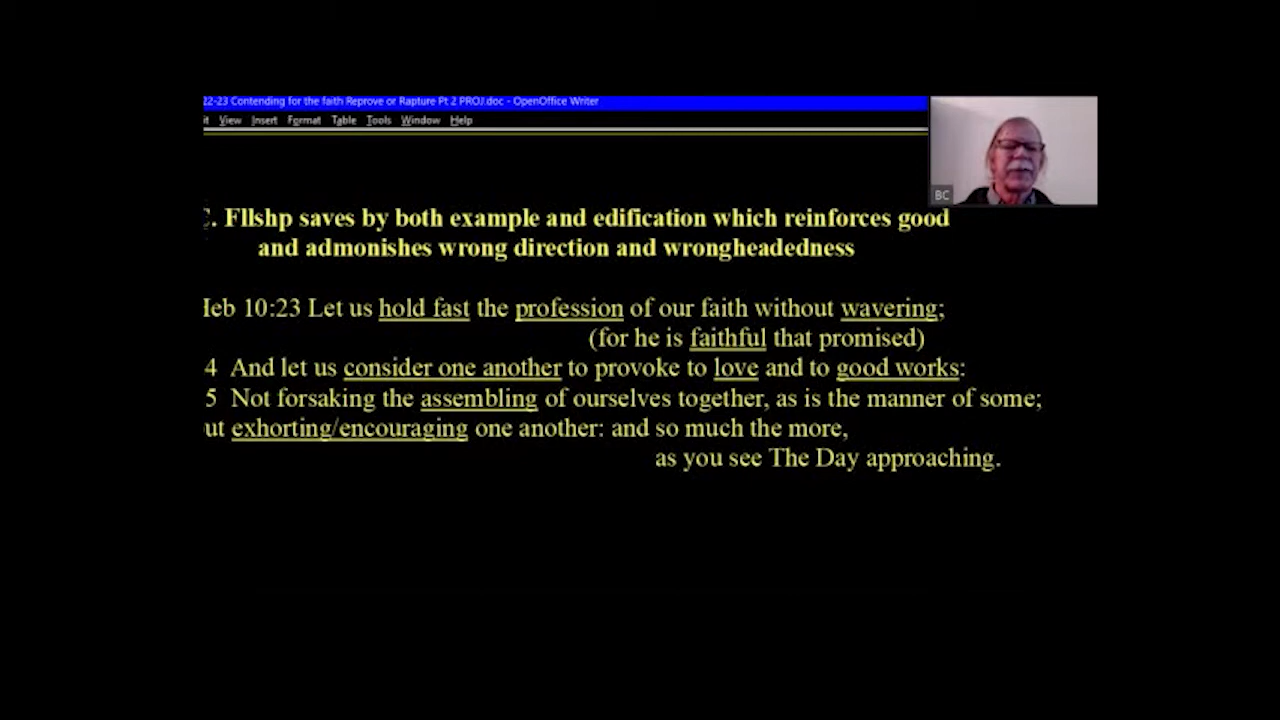 22-23 Contending for the faith Reprove or Rapture Pt 2 PROJ.doc - OpenOffice Writer
it View Insert Format Table Tools Window Help
BC
C. Fllshp saves by both example and edification which reinforces good
and admonishes wrong direction and wrongheadedness
Heb 10:23 Let us hold fast the profession of our faith without wavering;
(for he is faithful that promised)
4 And let us consider one another to provoke to love and to good works:
5 Not forsaking the assembling of ourselves together, as is the manner of some;
ut exhorting/encouraging one another: and so much the more,
as you see The Day approaching.